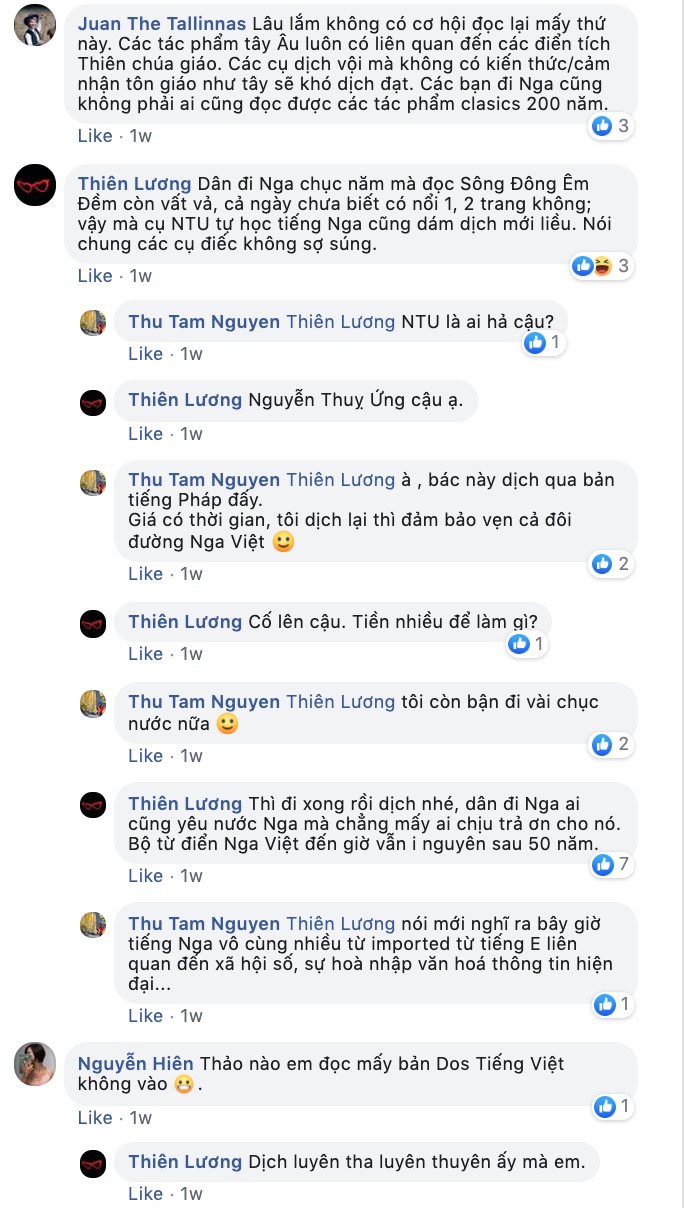 Juan The Tallinnas Lâu lắm không có cơ hội đọc lại mấy thứ
này. Các tác phẩm tây Âu luôn có liên quan đến các điển tích
Thiên chúa giáo. Các cụ dịch vội mà không có kiến thức/cảm
nhận tôn giáo như tây sẽ khó dịch đạt. Các bạn đi Nga cũng
không phải ai cũng đọc được các tác phẩm clasics 200 năm.
3
Like · 1w
Thiên Lương Dân đi Nga chục năm mà đọc Sông Đông Êm
Đềm còn vất vả, cả ngày chưa biết có nổi 1, 2 trang không;
vậy mà cụ NTU tự học tiếng Nga cũng dám dịch mới liều. Nói
chung các cụ điếc không sợ súng.
3
Like · 1w
Thu Tam Nguyen Thiên Lương NTU là ai hả cậu?
1
Like · 1w
Thiên Lương Nguyễn Thuỵ Ứng cậu ạ.
Like · 1w
Thu Tam Nguyen Thiên Lương à , bác này dịch qua bản
tiếng Pháp đấy.
Giá có thời gian, tôi dịch lại thì đảm bảo vẹn cả đôi
đường Nga Việt 🙂
2
Like · 1w
Thiên Lương Cố lên cậu. Tiền nhiều để làm gì?
1
Like · 1w
Thu Tam Nguyen Thiên Lương tôi còn bận đi vài chục
nước nữa 🙂
2
Like · 1w
Thiên Lương Thì đi xong rồi dịch nhé, dân đi Nga ai
cũng yêu nước Nga mà chẳng mấy ai chịu trả ơn cho nó.
Bộ từ điển Nga Việt đến giờ vẫn i nguyên sau 50 năm.
7
Like · 1w
Thu Tam Nguyen Thiên Lương nói mới nghĩ ra bây giờ
tiếng Nga vô cùng nhiều từ imported từ tiếng E liên
quan đến xã hội số, sự hoà nhập văn hoá thông tin hiện
đại...
1
Like · 1w
Nguyễn Hiên Thảo nào em đọc mấy bản Dos Tiếng Việt
không vào 😬 .
1
Like · 1w
Thiên Lương Dịch luyên tha luyên thuyên ấy mà em.
Like · 1w